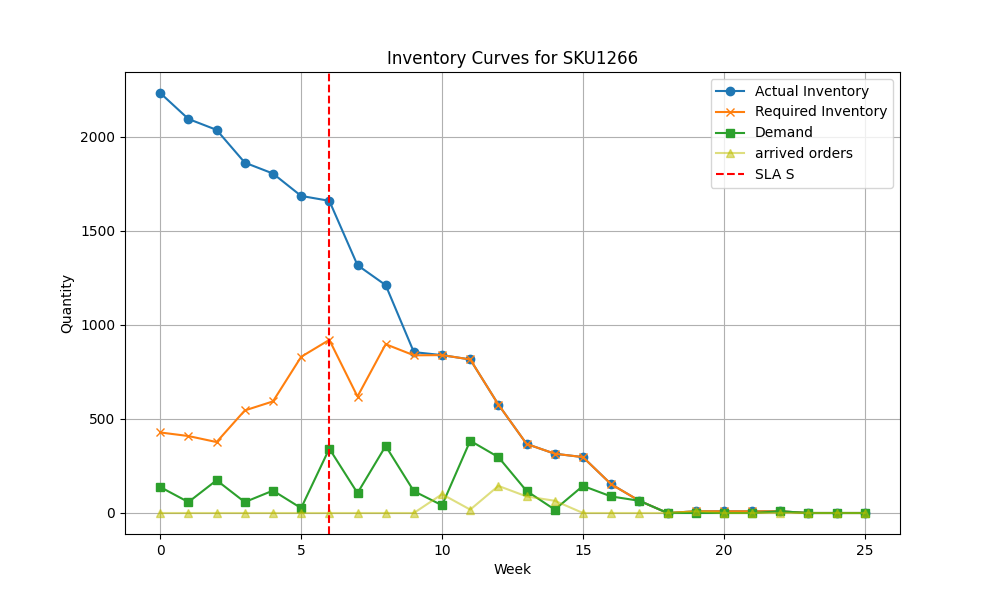 Inventory Curves for SKU1266
Actual Inventory
Required Inventory
Demand
arrived orders
SLA S
Quantity
2000
1500
1000
500
0
0 5 10 15 20 25
Week